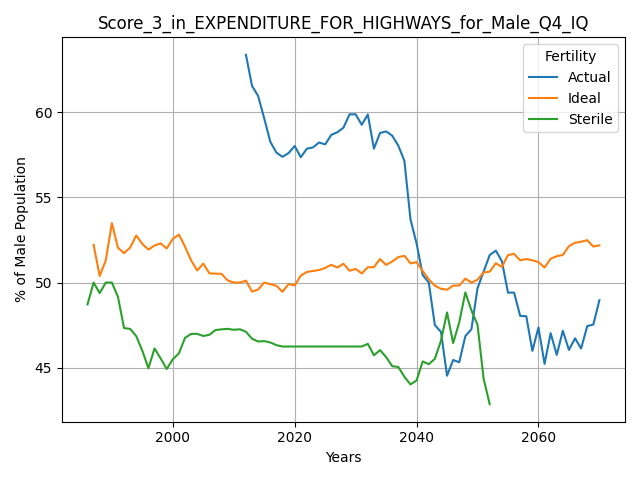 Score_3_in_EXPENDITURE_FOR_HIGHWAYS_for_Male_Q4_IQ
Fertility
Actual
Ideal
Sterile
% of Male Population
60
55
50
45
2000
2020
2040
2060
Years